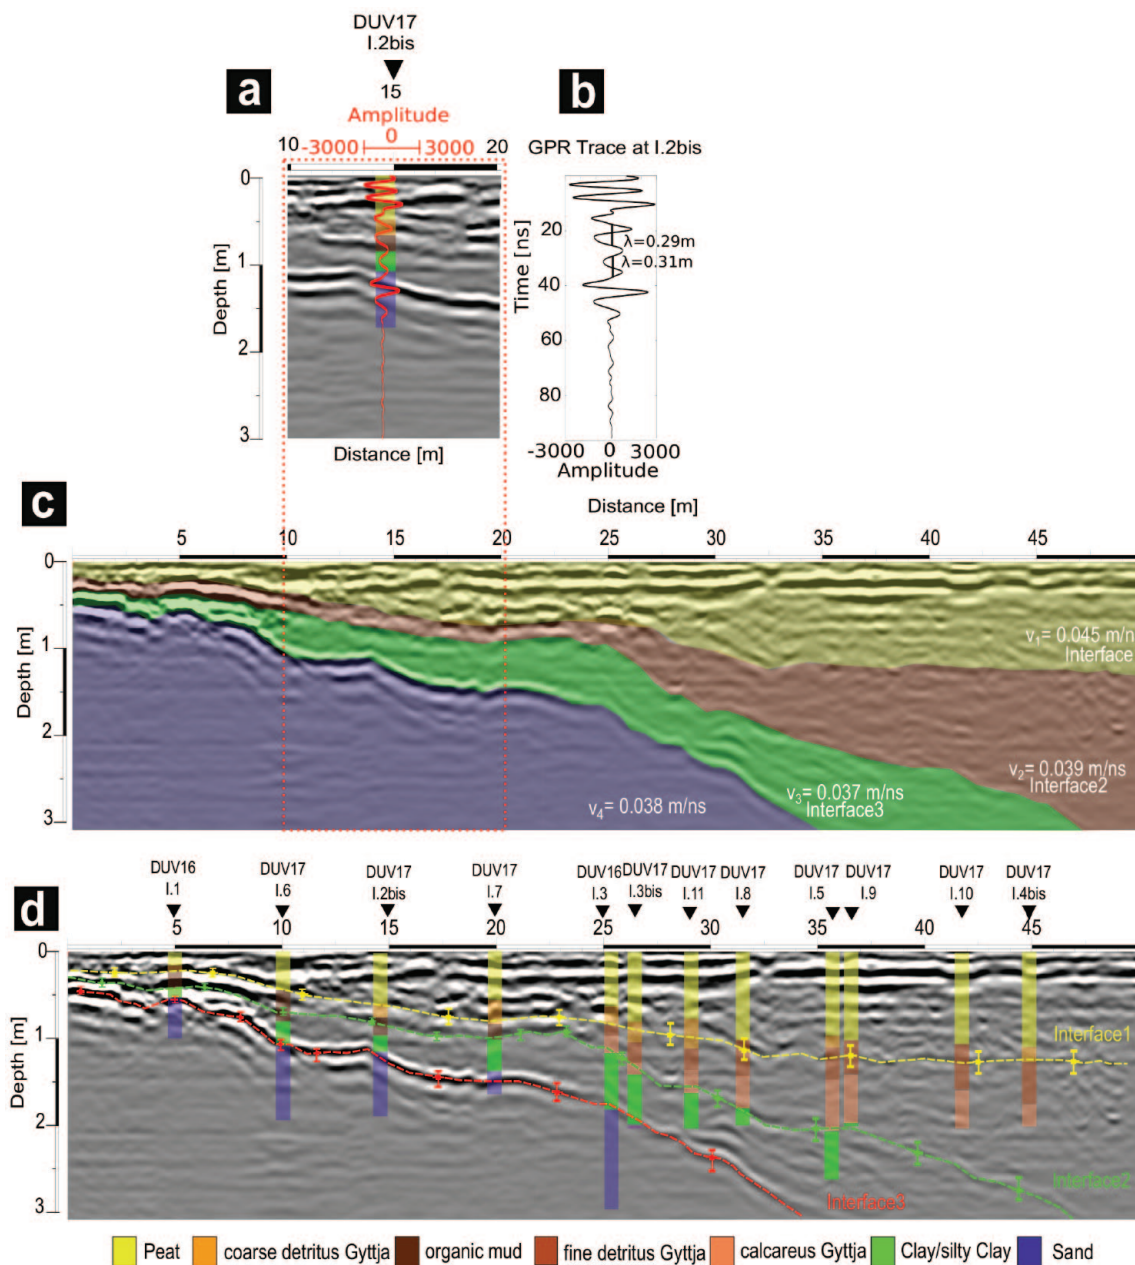 DUV17
I.2bis
a
b
15
Amplitude
0
10 -3000 3000 20
GPR Trace at I.2bis
0
1
2
3
Depth [m]
Distance [m]
20
40
60
80
Time [ns]
λ=0.29m
λ=0.31m
-3000 0 3000
Amplitude
c
Distance [m]
5 10 15 20 25 30 35 40 45
0
1
2
3
Depth [m]
v₁= 0.045 m/n
Interface
v₂= 0.039 m/ns
Interface2
v₃= 0.037 m/ns
Interface3
v₄= 0.038 m/ns
d
DUV16 DUV17 DUV17 DUV17 DUV16 DUV17 DUV17 DUV17 DUV17 DUV17 DUV17 DUV17
I.1 I.6 I.2bis I.7 I.3 I.3bis I.11 I.8 I.5 I.9 I.10 I.4bis
5 10 15 20 25 30 35 40 45
0
1
2
3
Depth [m]
Interface1
Interface2
Interface3
Peat coarse detritus Gyttja organic mud fine detritus Gyttja calcareus Gyttja Clay/silty Clay Sand